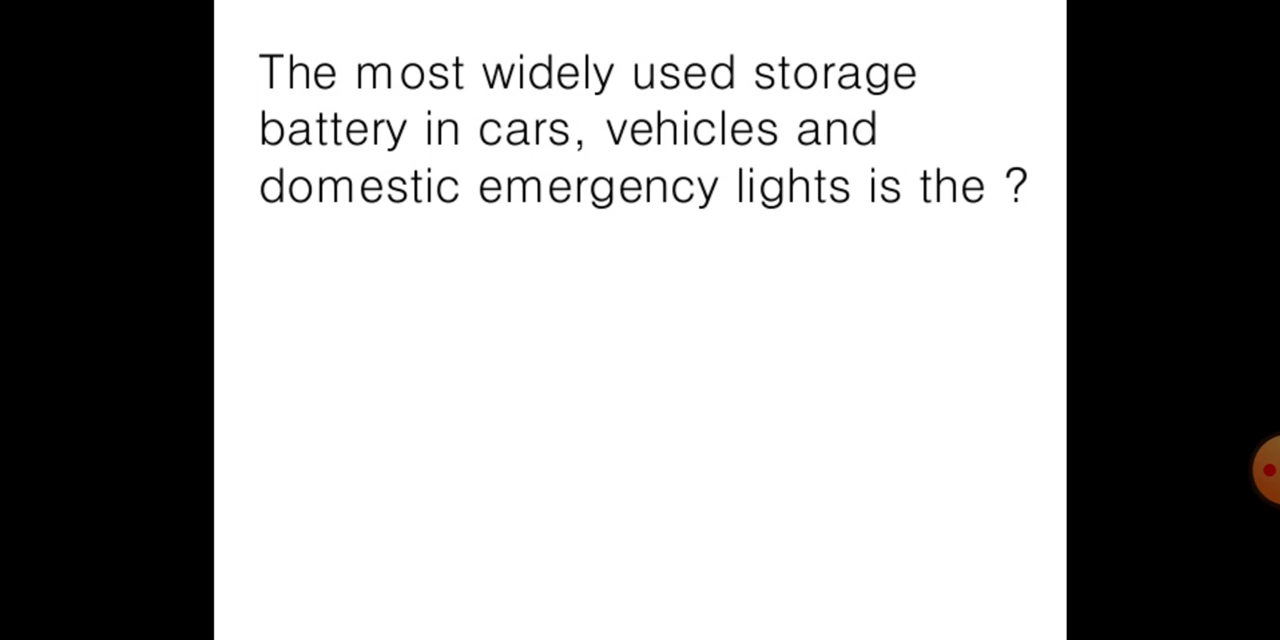 The most widely used storage
battery in cars, vehicles and
domestic emergency lights is the ?